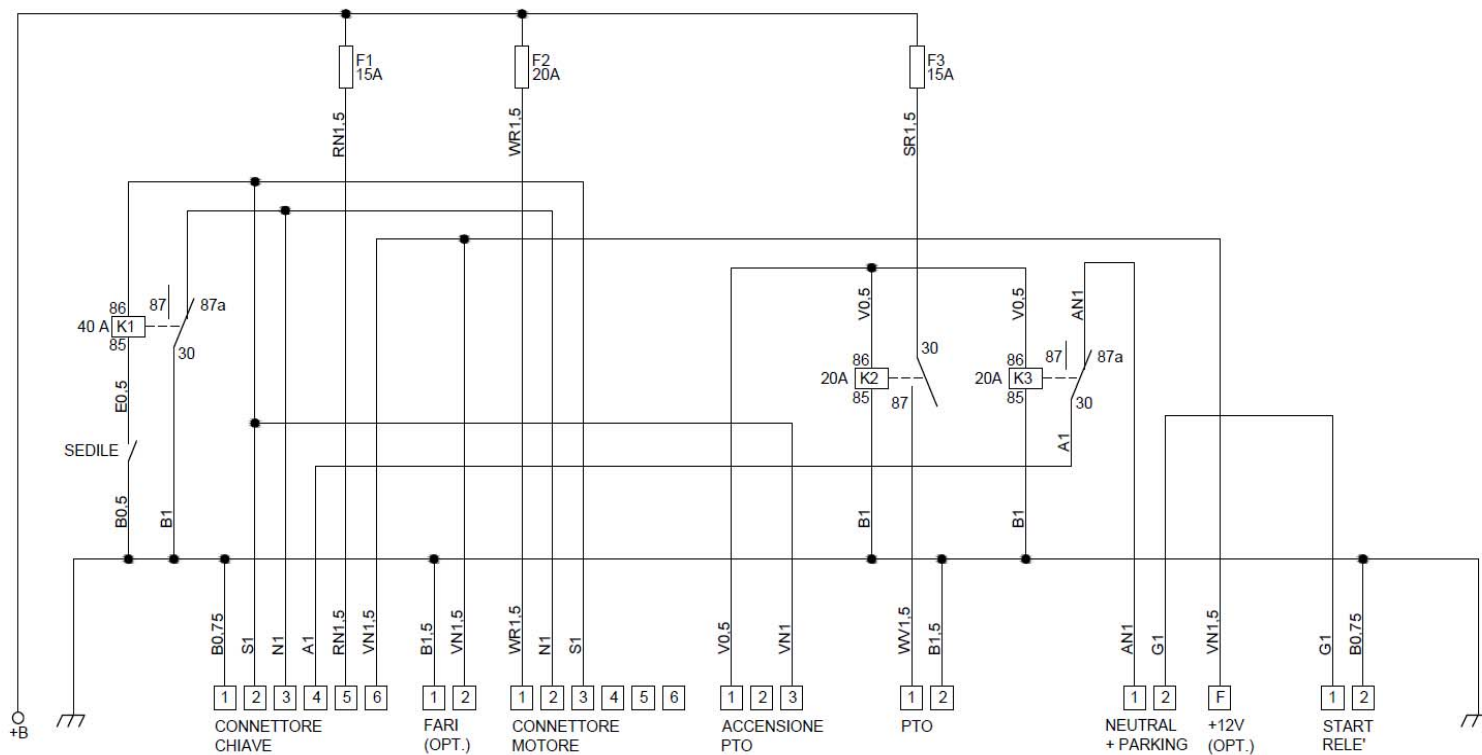 F1
15A
F2
20A
F3
15A
RN1,5
WR1,5
SR1,5
86
87
87a
40 A K1
85
30
E0,5
SEDILE
B0,5
B1
V0,5
V0,5
AN1
30
86
20A K2
85
87
86
87
87a
20A K3
85
30
A1
B1
B1
B0,75
S1
N1
A1
RN1,5
VN1,5
B1,5
VN1,5
WR1,5
N1
S1
V0,5
VN1
WV1,5
B1,5
AN1
G1
VN1,5
G1
B0,75
+B
1 2 3 4 5 6
CONNETTORE
CHIAVE
1 2
FARI
(OPT.)
1 2 3 4 5 6
CONNETTORE
MOTORE
1 2 3
ACCENSIONE
PTO
1 2
PTO
1 2
NEUTRAL
+ PARKING
F
+12V
(OPT.)
1 2
START
RELE'